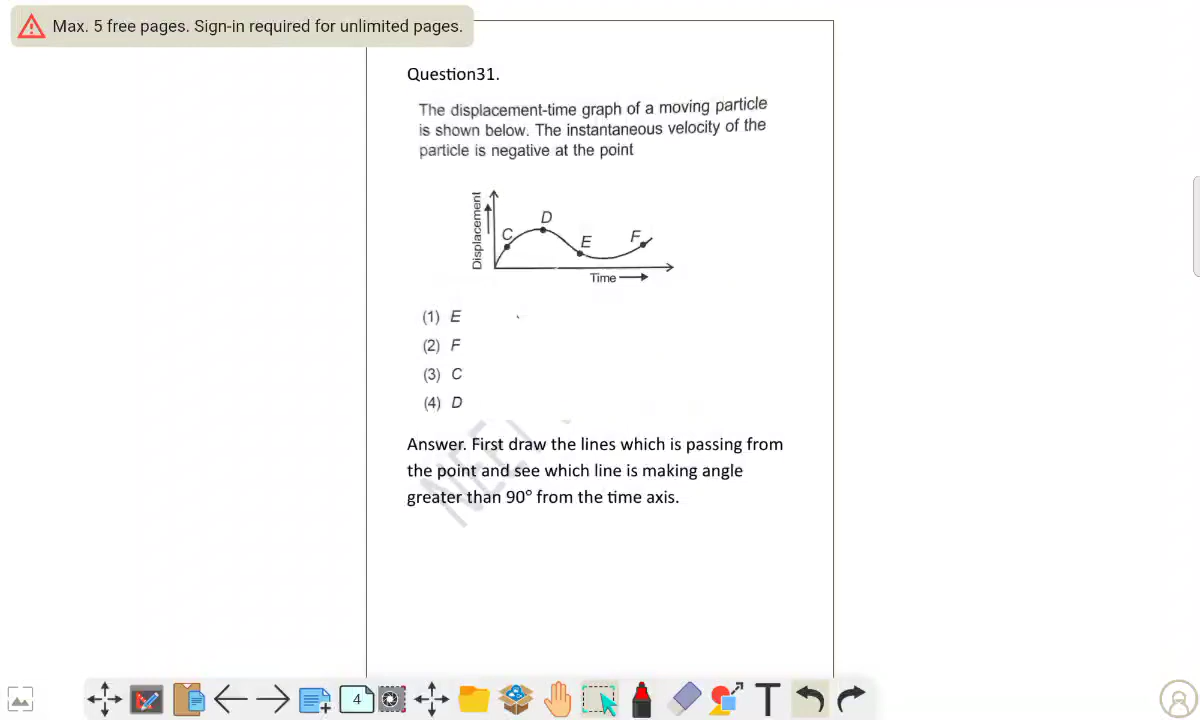 Max. 5 free pages. Sign-in required for unlimited pages.
Question31.
The displacement-time graph of a moving particle
is shown below. The instantaneous velocity of the
particle is negative at the point
Displacement
C
D
E
F
Time
(1) E
(2) F
(3) C
(4) D
Answer. First draw the lines which is passing from
the point and see which line is making angle
greater than 90° from the time axis.
NEET
4
T